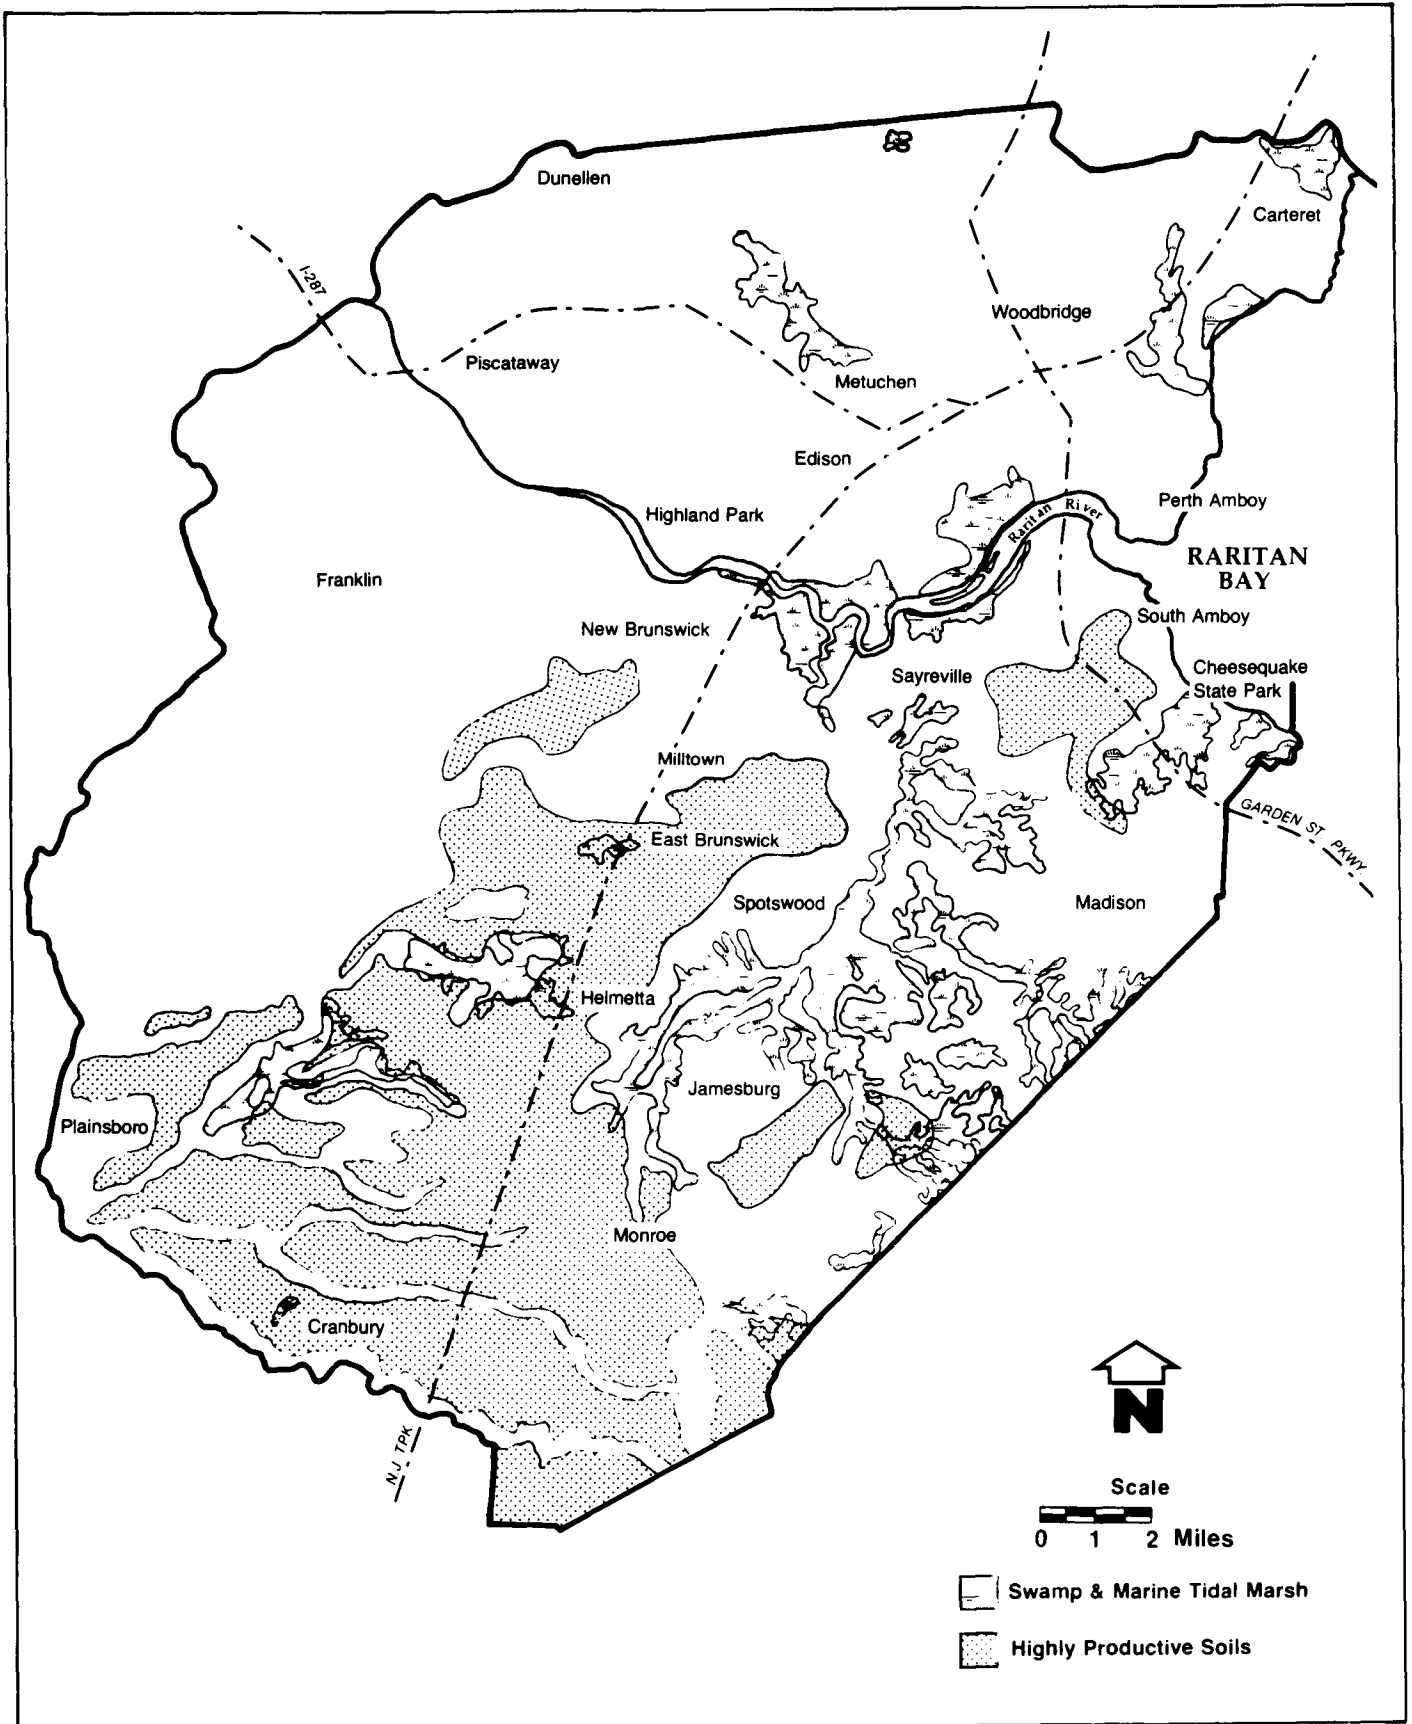 Dunellen
Carteret
I-287
Woodbridge
Piscataway
Metuchen
Edison
Highland Park
Raritan River
Perth Amboy
RARITAN
BAY
Franklin
New Brunswick
South Amboy
Sayreville
Cheesequake
State Park
Milltown
GARDEN ST. PKWY.
East Brunswick
Spotswood
Madison
Helmetta
Jamesburg
Plainsboro
Monroe
Cranbury
N.J. TPK
N
Scale
0 1 2 Miles
Swamp & Marine Tidal Marsh
Highly Productive Soils